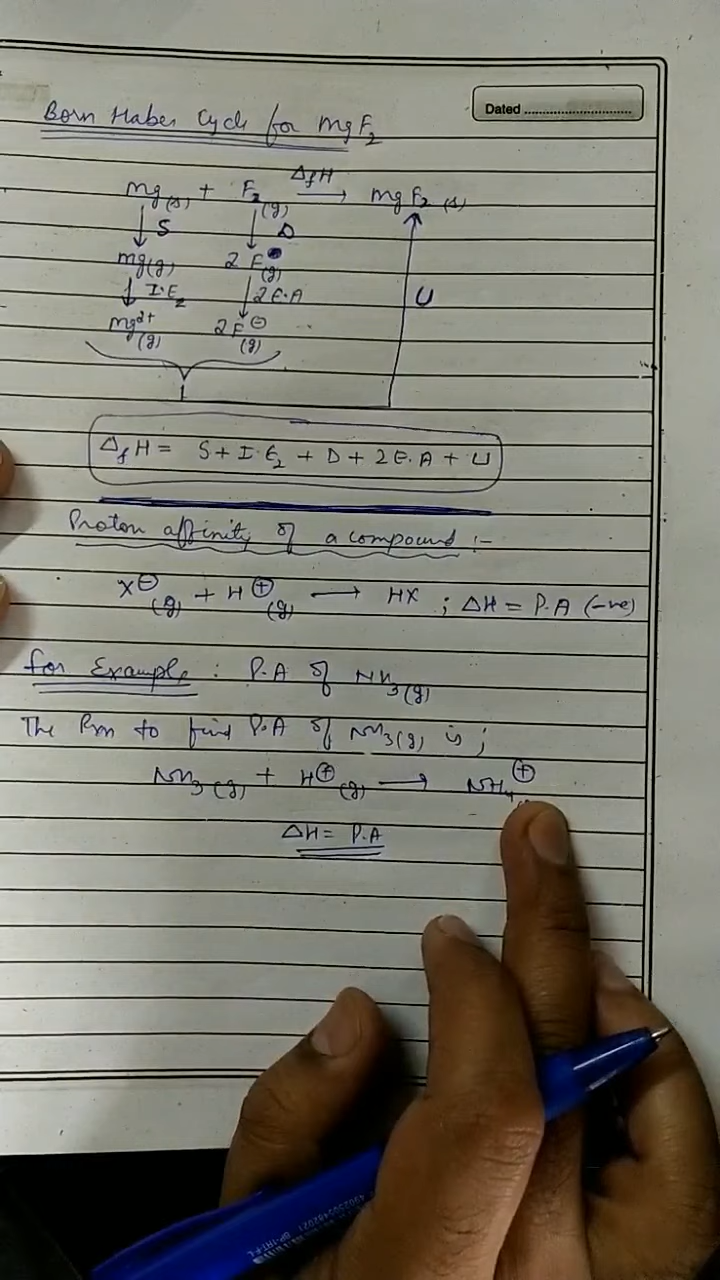 Born Haber Cycle for MgF₂
Dated
Mg(s) + F₂(g) ΔfH → MgF₂(s)
↓ S ↓ D
Mg(g) 2F(g)
↓ I.E₂ ↓ 2E.A U
Mg²⁺(g) 2F⊖(g)
ΔfH = S + I.E₂ + D + 2E.A + U
Proton affinity of a compound :-
X⊖(g) + H⊕(g) → HX ; ΔH = P.A (-ve)
for Example : P.A of NH₃(g)
The Rxn to find P.A of NH₃(g) is ;
NH₃(g) + H⊕(g) → NH₄⊕
ΔH = P.A